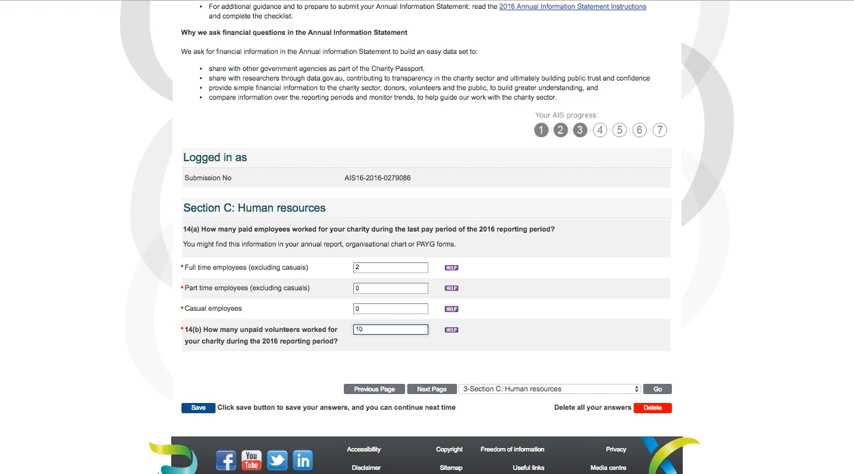 • For additional guidance and to prepare to submit your Annual Information Statement: read the 2016 Annual Information Statement Instructions
and complete the checklist.
Why we ask financial questions in the Annual Information Statement
We ask for financial information in the Annual information Statement to build an easy data set to:
• share with other government agencies as part of the Charity Passport.
• share with researchers through data.gov.au, contributing to transparency in the charity sector and ultimately building public trust and confidence
• provide simple financial information to the charity sector, donors, volunteers and the public, to build greater understanding, and
• compare information over the reporting periods and monitor trends, to help guide our work with the charity sector.
Your AIS progress:
1 2 3 4 5 6 7
Logged in as
Submission No AIS16-2016-0279086
Section C: Human resources
14(a) How many paid employees worked for your charity during the last pay period of the 2016 reporting period?
You might find this information in your annual report, organisational chart or PAYG forms.
*Full time employees (excluding casuals) 2 HELP
*Part time employees (excluding casuals) 0 HELP
*Casual employees 0 HELP
*14(b) How many unpaid volunteers worked for 10 HELP
your charity during the 2016 reporting period?
Previous Page Next Page 3-Section C: Human resources Go
Save Click save button to save your answers, and you can continue next time Delete all your answers Delete
Accessibility Copyright Freedom of information Privacy
You Tube
Disclaimer Sitemap Useful links Media centre